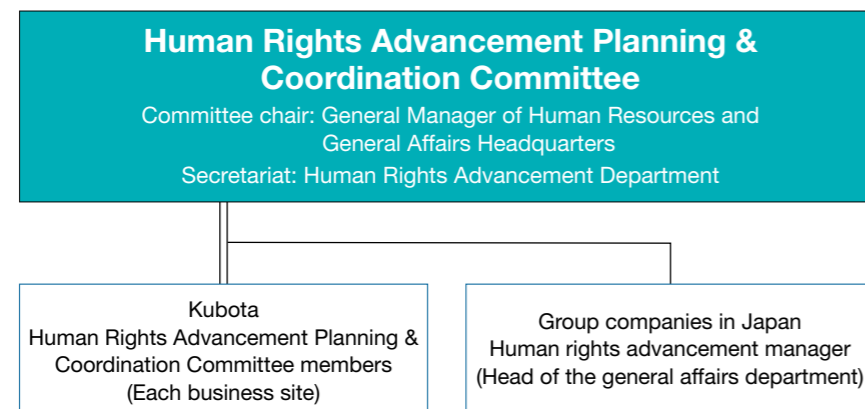 Human Rights Advancement Planning &
Coordination Committee
Committee chair: General Manager of Human Resources and
General Affairs Headquarters
Secretariat: Human Rights Advancement Department
Kubota
Human Rights Advancement Planning &
Coordination Committee members
(Each business site)
Group companies in Japan
Human rights advancement manager
(Head of the general affairs department)